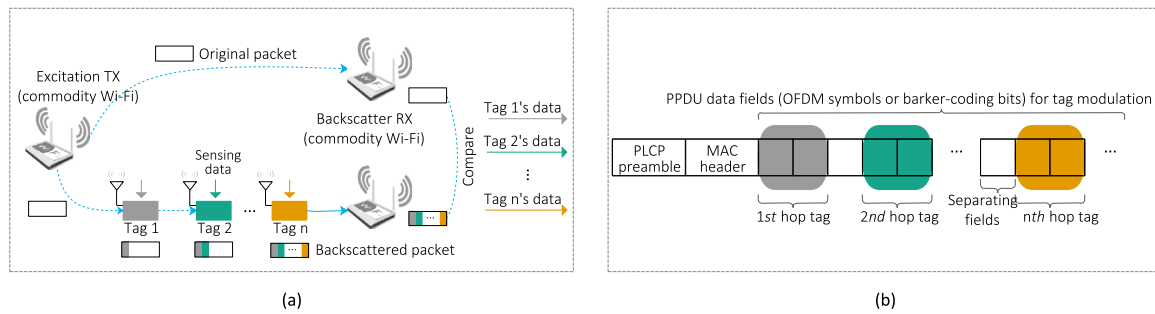 Original packet
Excitation TX
(commodity Wi-Fi)
Backscatter RX
(commodity Wi-Fi)
Sensing
data
...
Tag 1
Tag 2
Tag n
...
Backscattered packet
Compare
Tag 1's data
Tag 2's data
...
Tag n's data
(a)
PPDU data fields (OFDM symbols or barker-coding bits) for tag modulation
PLCP
preamble
MAC
header
...
...
1st hop tag
2nd hop tag
Separating
fields
nth hop tag
(b)